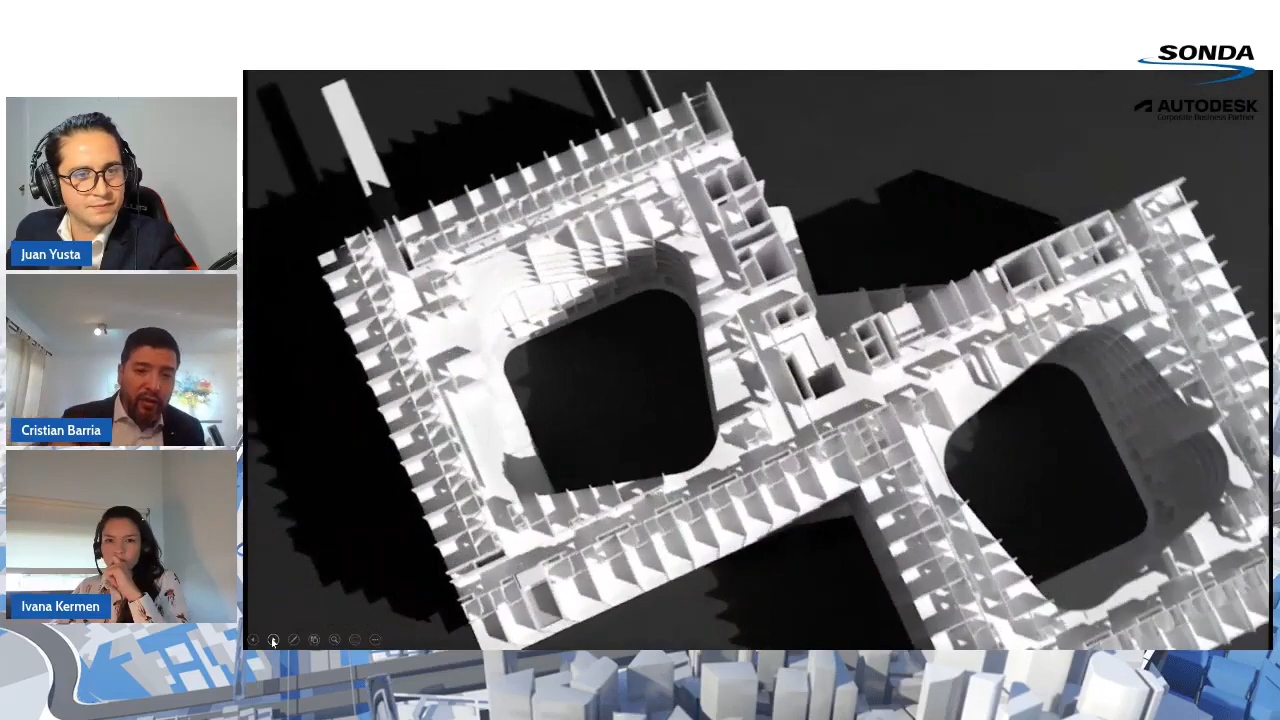 SONDA
AUTODESK
Corporate Business Partner
Juan Yusta
Cristian Barria
Ivana Kermen